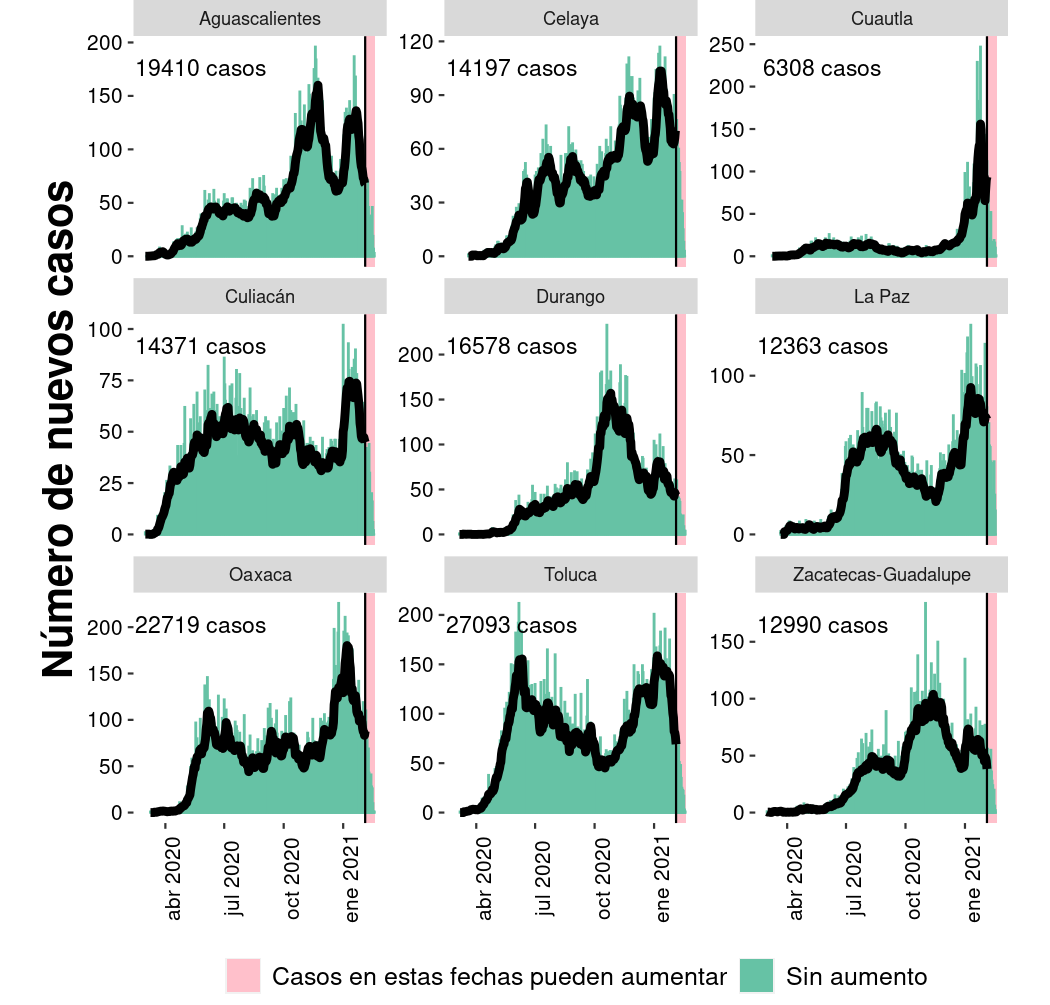 Número de nuevos casos
Aguascalientes
Celaya
Cuautla
200
150
100
50
0
19410 casos
120
90
60
30
0
14197 casos
250
200
150
100
50
0
6308 casos
Culiacán
Durango
La Paz
100
75
50
25
0
14371 casos
200
150
100
50
0
16578 casos
100
50
0
12363 casos
Oaxaca
Toluca
Zacatecas-Guadalupe
200
150
100
50
0
22719 casos
200
150
100
50
0
27093 casos
150
100
50
0
12990 casos
abr 2020
jul 2020
oct 2020
ene 2021
abr 2020
jul 2020
oct 2020
ene 2021
abr 2020
jul 2020
oct 2020
ene 2021
Casos en estas fechas pueden aumentar
Sin aumento